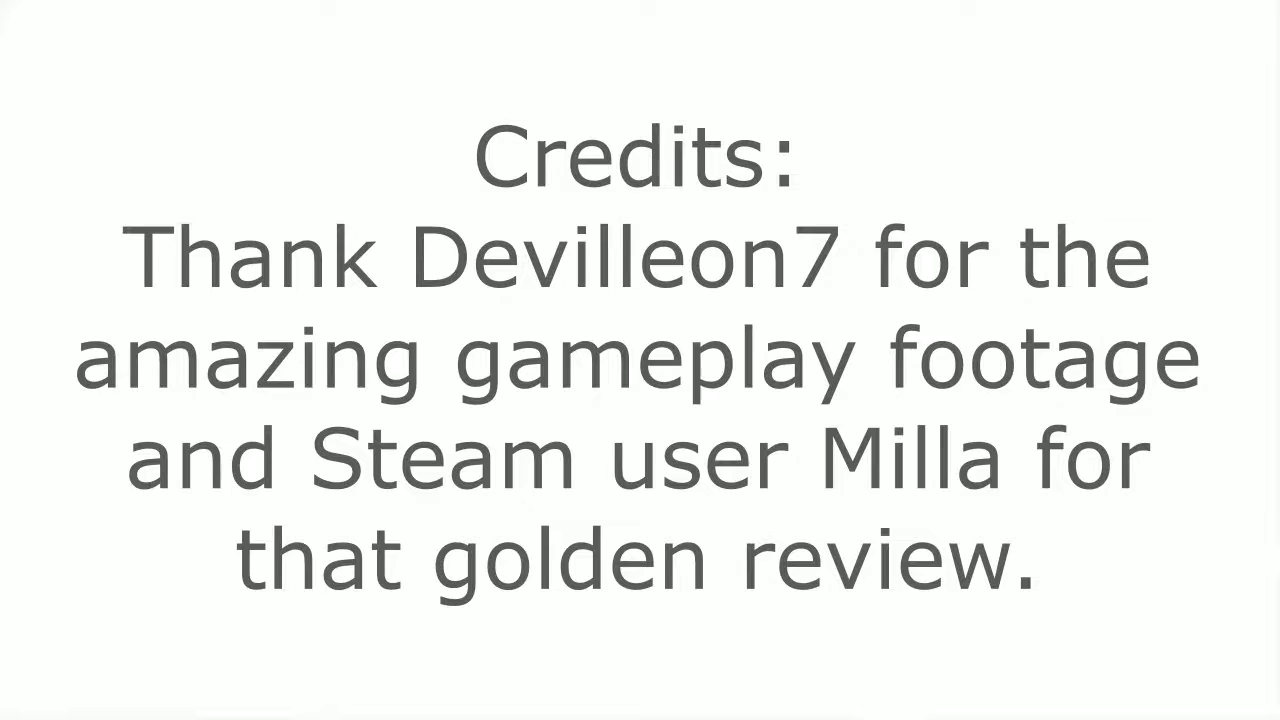 Credits:
Thank Devilleon7 for the
amazing gameplay footage
and Steam user Milla for
that golden review.